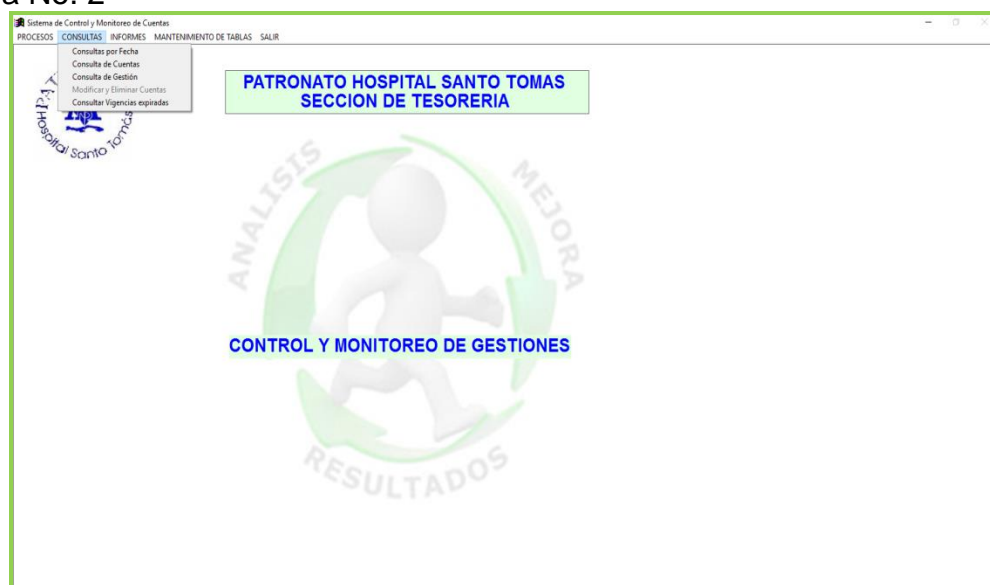 a No. 2
Sistema de Control y Monitoreo de Cuentas
PROCESOS CONSULTAS INFORMES MANTENIMIENTO DE TABLAS SALIR
Consultas por Fecha
Consulta de Cuentas
Consulta de Gestión
Modificar y Eliminar Cuentas
Consultar Vigencias expiradas
Hospital Santo Tomás
PATRONATO HOSPITAL SANTO TOMAS
SECCION DE TESORERIA
ANALISIS
MEJORA
CONTROL Y MONITOREO DE GESTIONES
RESULTADOS